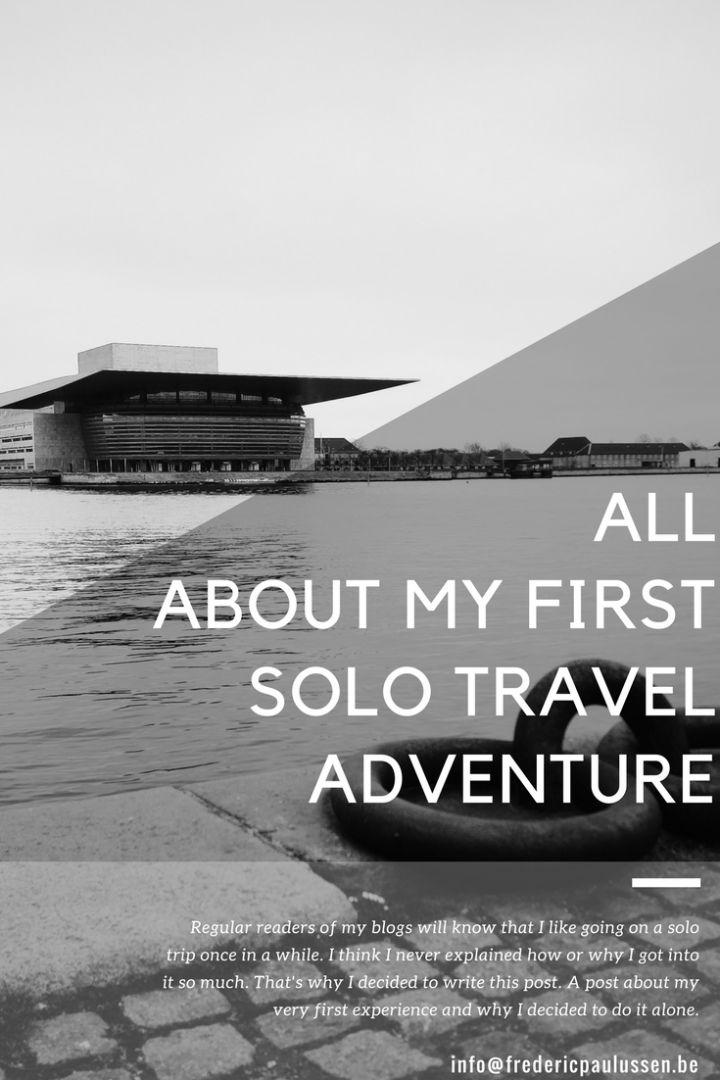 ALL
ABOUT MY FIRST
SOLO TRAVEL
ADVENTURE
Regular readers of my blogs will know that I like going on a solo
trip once in a while. I think I never explained how or why I got into
it so much. That's why I decided to write this post. A post about my
very first experience and why I decided to do it alone.
info@fredericpaulussen.be